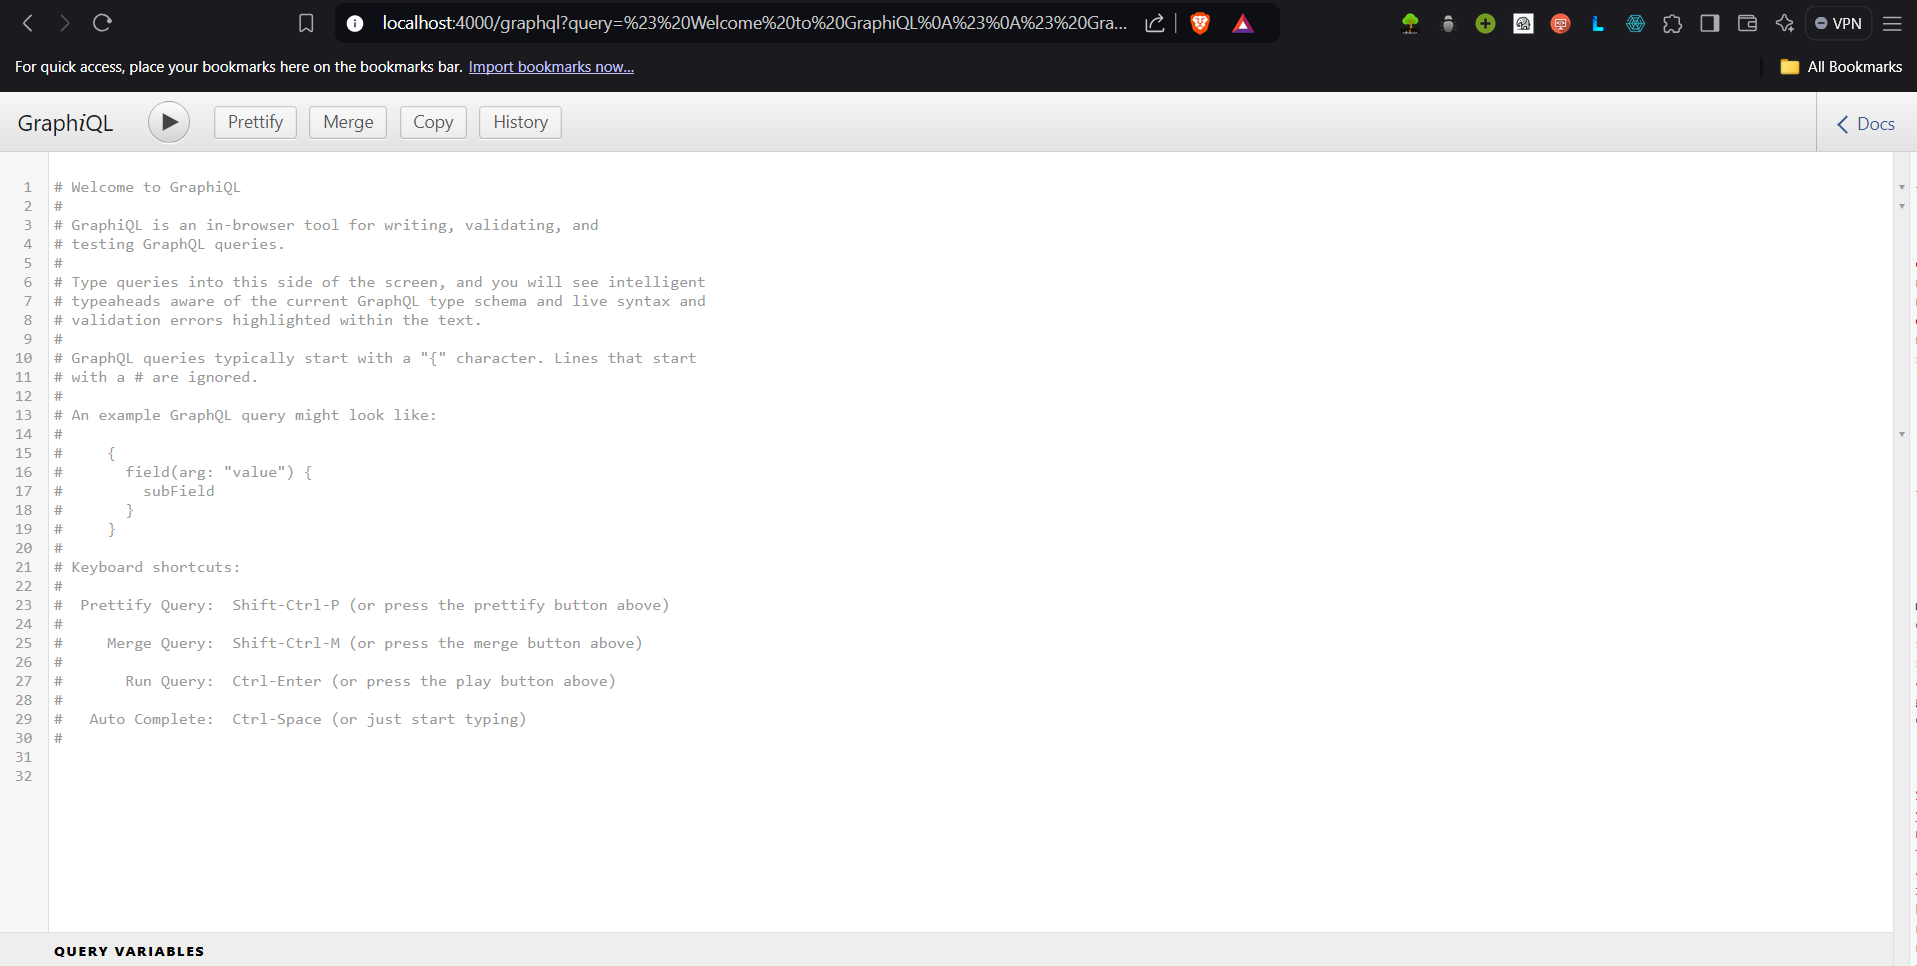 localhost:4000/graphql?query=%23%20Welcome%20to%20GraphiQL%0A%23%0A%23%20Gra...
VPN
For quick access, place your bookmarks here on the bookmarks bar. Import bookmarks now...
All Bookmarks
GraphiQL
Prettify
Merge
Copy
History
Docs
1 # Welcome to GraphiQL
2 #
3 # GraphiQL is an in-browser tool for writing, validating, and
4 # testing GraphQL queries.
5 #
6 # Type queries into this side of the screen, and you will see intelligent
7 # typeaheads aware of the current GraphQL type schema and live syntax and
8 # validation errors highlighted within the text.
9 #
10 # GraphQL queries typically start with a "{" character. Lines that start
11 # with a # are ignored.
12 #
13 # An example GraphQL query might look like:
14 #
15 #     {
16 #       field(arg: "value") {
17 #         subField
18 #       }
19 #     }
20 #
21 # Keyboard shortcuts:
22 #
23 #  Prettify Query:  Shift-Ctrl-P (or press the prettify button above)
24 #
25 #     Merge Query:  Shift-Ctrl-M (or press the merge button above)
26 #
27 #       Run Query:  Ctrl-Enter (or press the play button above)
28 #
29 #   Auto Complete:  Ctrl-Space (or just start typing)
30 #
31
32
QUERY VARIABLES